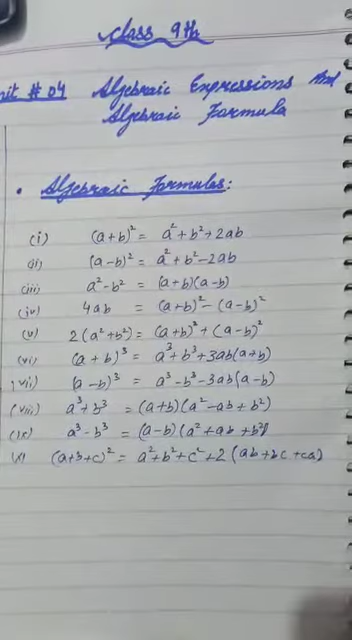 Class 9th
Unit # 04 Algebraic Expressions And
Algebraic Formula
• Algebraic Formulas:
(i) (a+b)² = a²+b²+2ab
(ii) (a-b)² = a²+b²-2ab
(iii) a²-b² = (a+b)(a-b)
(iv) 4ab = (a+b)²-(a-b)²
(v) 2(a²+b²) = (a+b)²+(a-b)²
(vi) (a+b)³ = a³+b³+3ab(a+b)
(vii) (a-b)³ = a³-b³-3ab(a-b)
(viii) a³+b³ = (a+b)(a²-ab+b²)
(ix) a³-b³ = (a-b)(a²+ab+b²)
(x) (a+b+c)² = a²+b²+c²+2(ab+bc+ca)